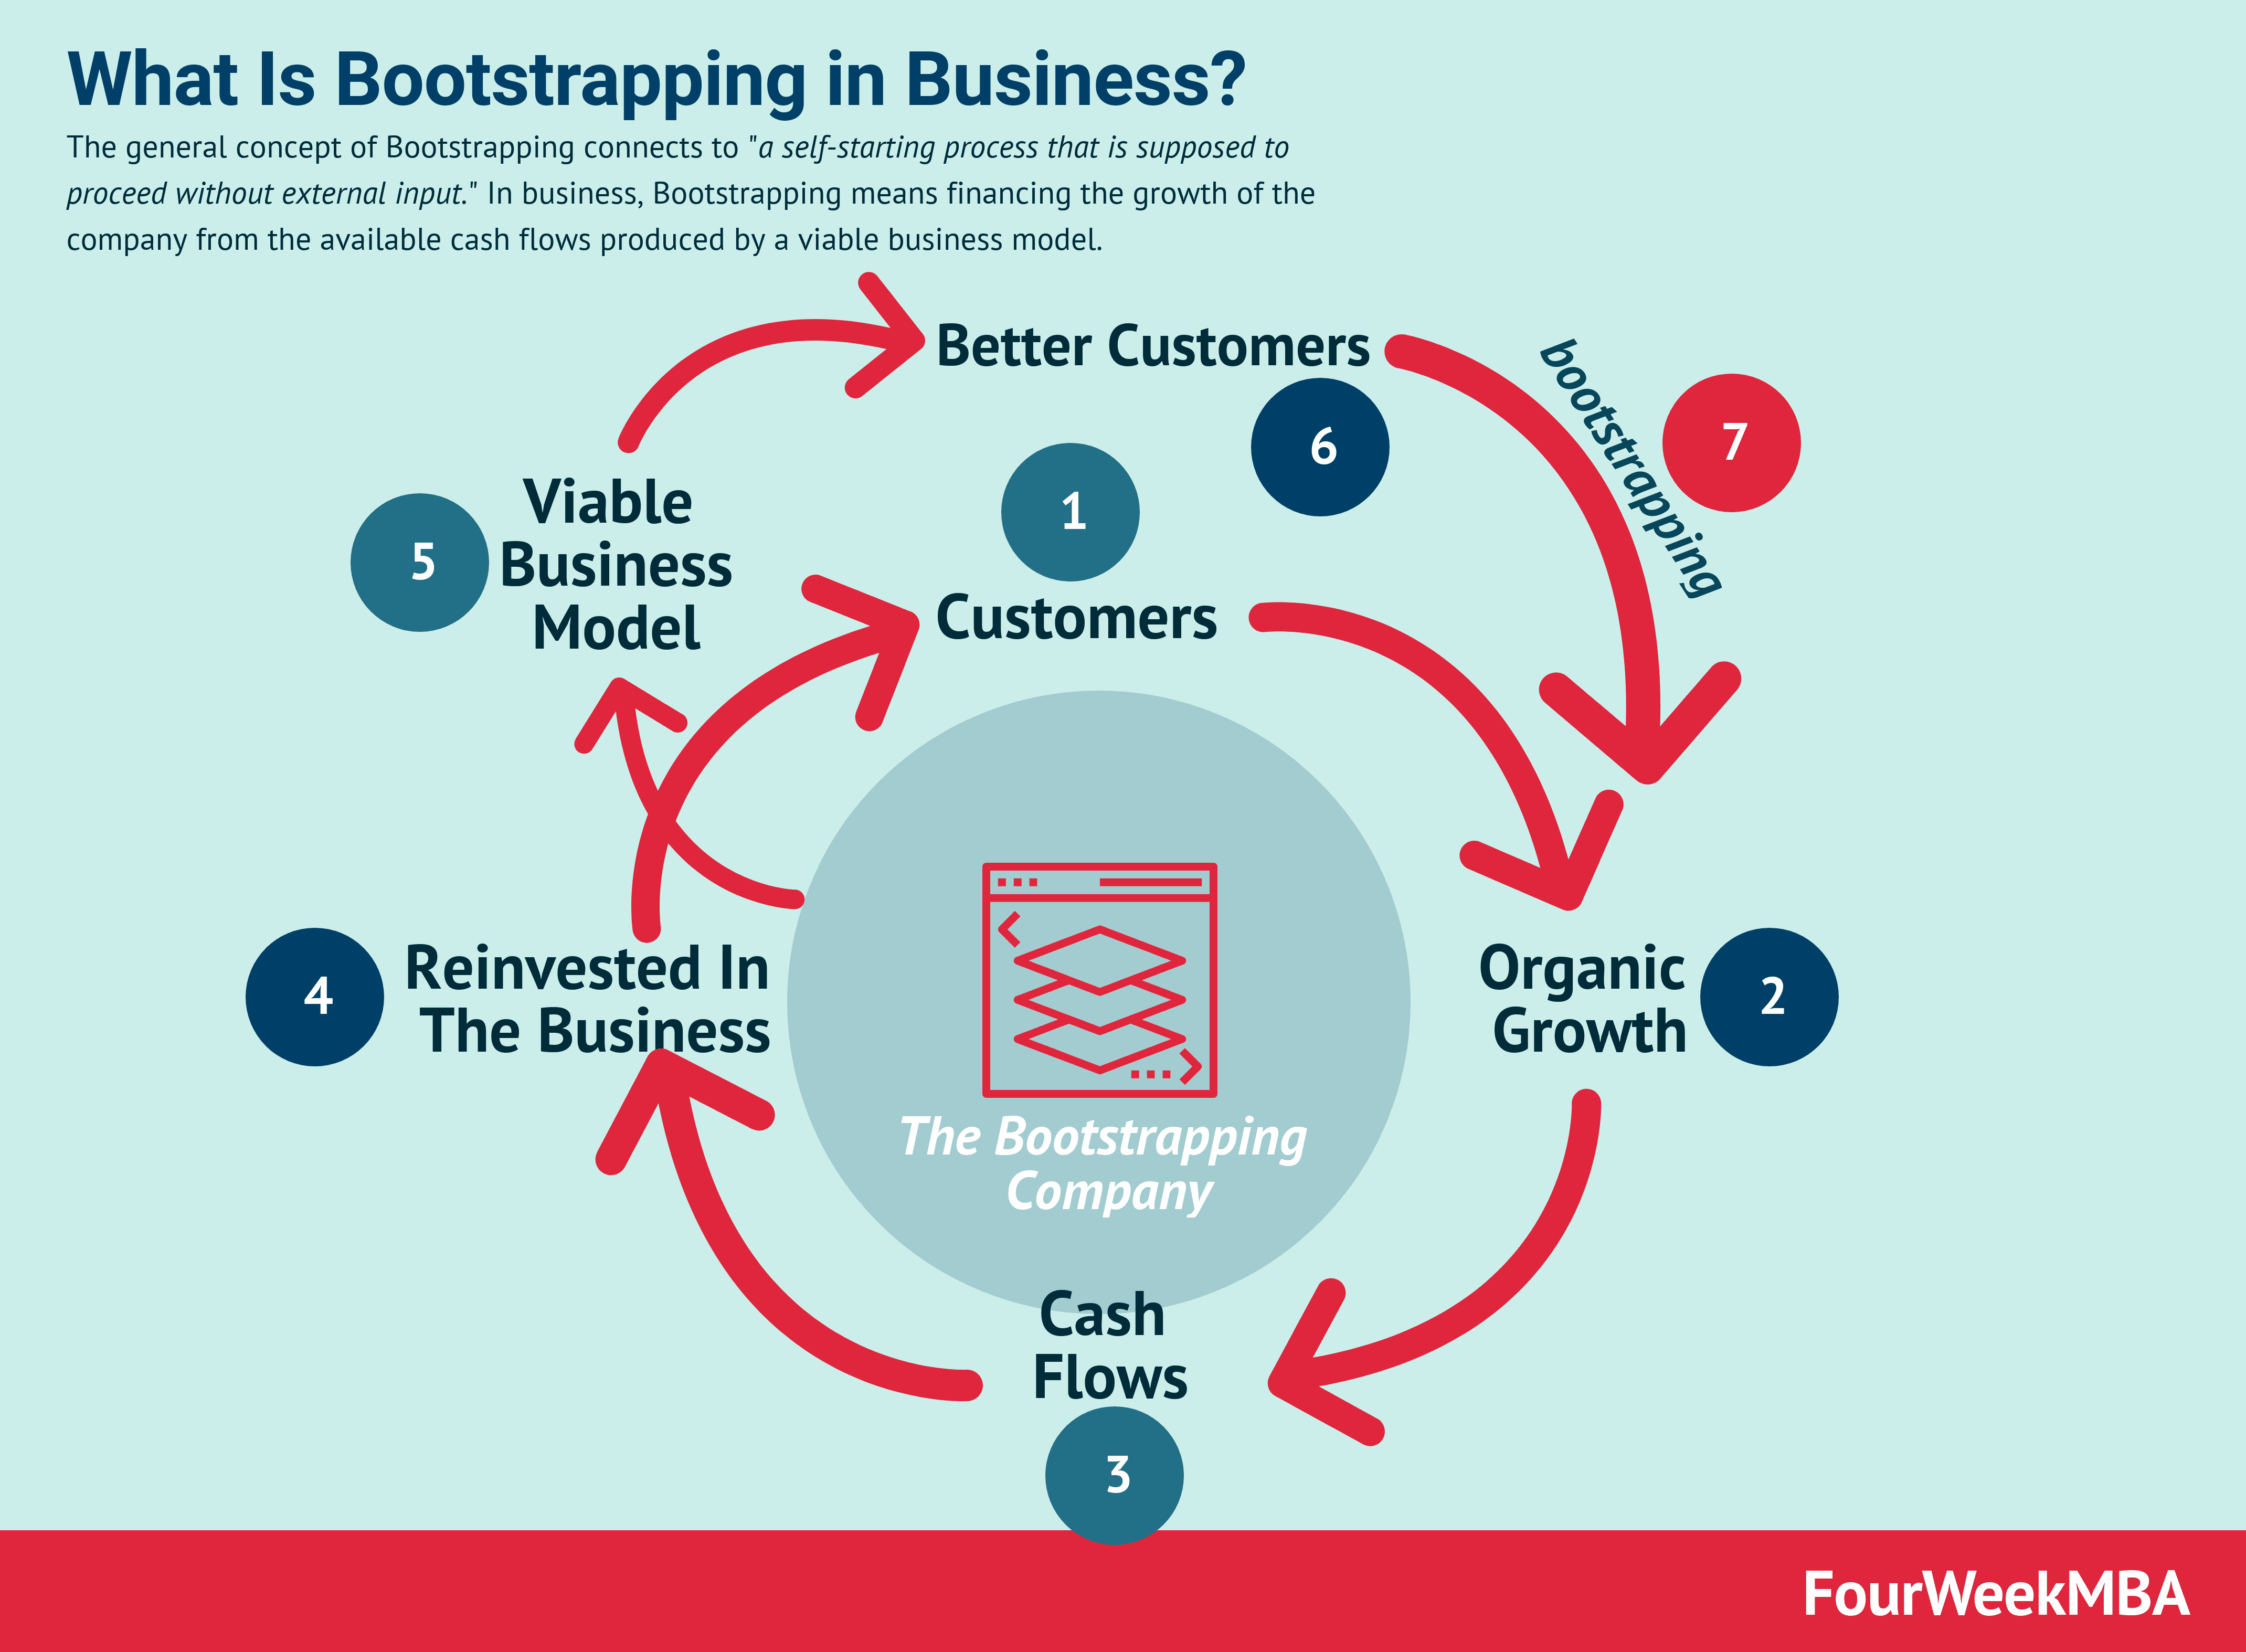 What Is Bootstrapping in Business?
The general concept of Bootstrapping connects to "a self-starting process that is supposed to
proceed without external input." In business, Bootstrapping means financing the growth of the
company from the available cash flows produced by a viable business model.
Better Customers
6
bootstrapping
7
1
Customers
5
Viable
Business
Model
4
Reinvested In
The Business
Organic
Growth
2
The Bootstrapping
Company
Cash
Flows
3
FourWeekMBA